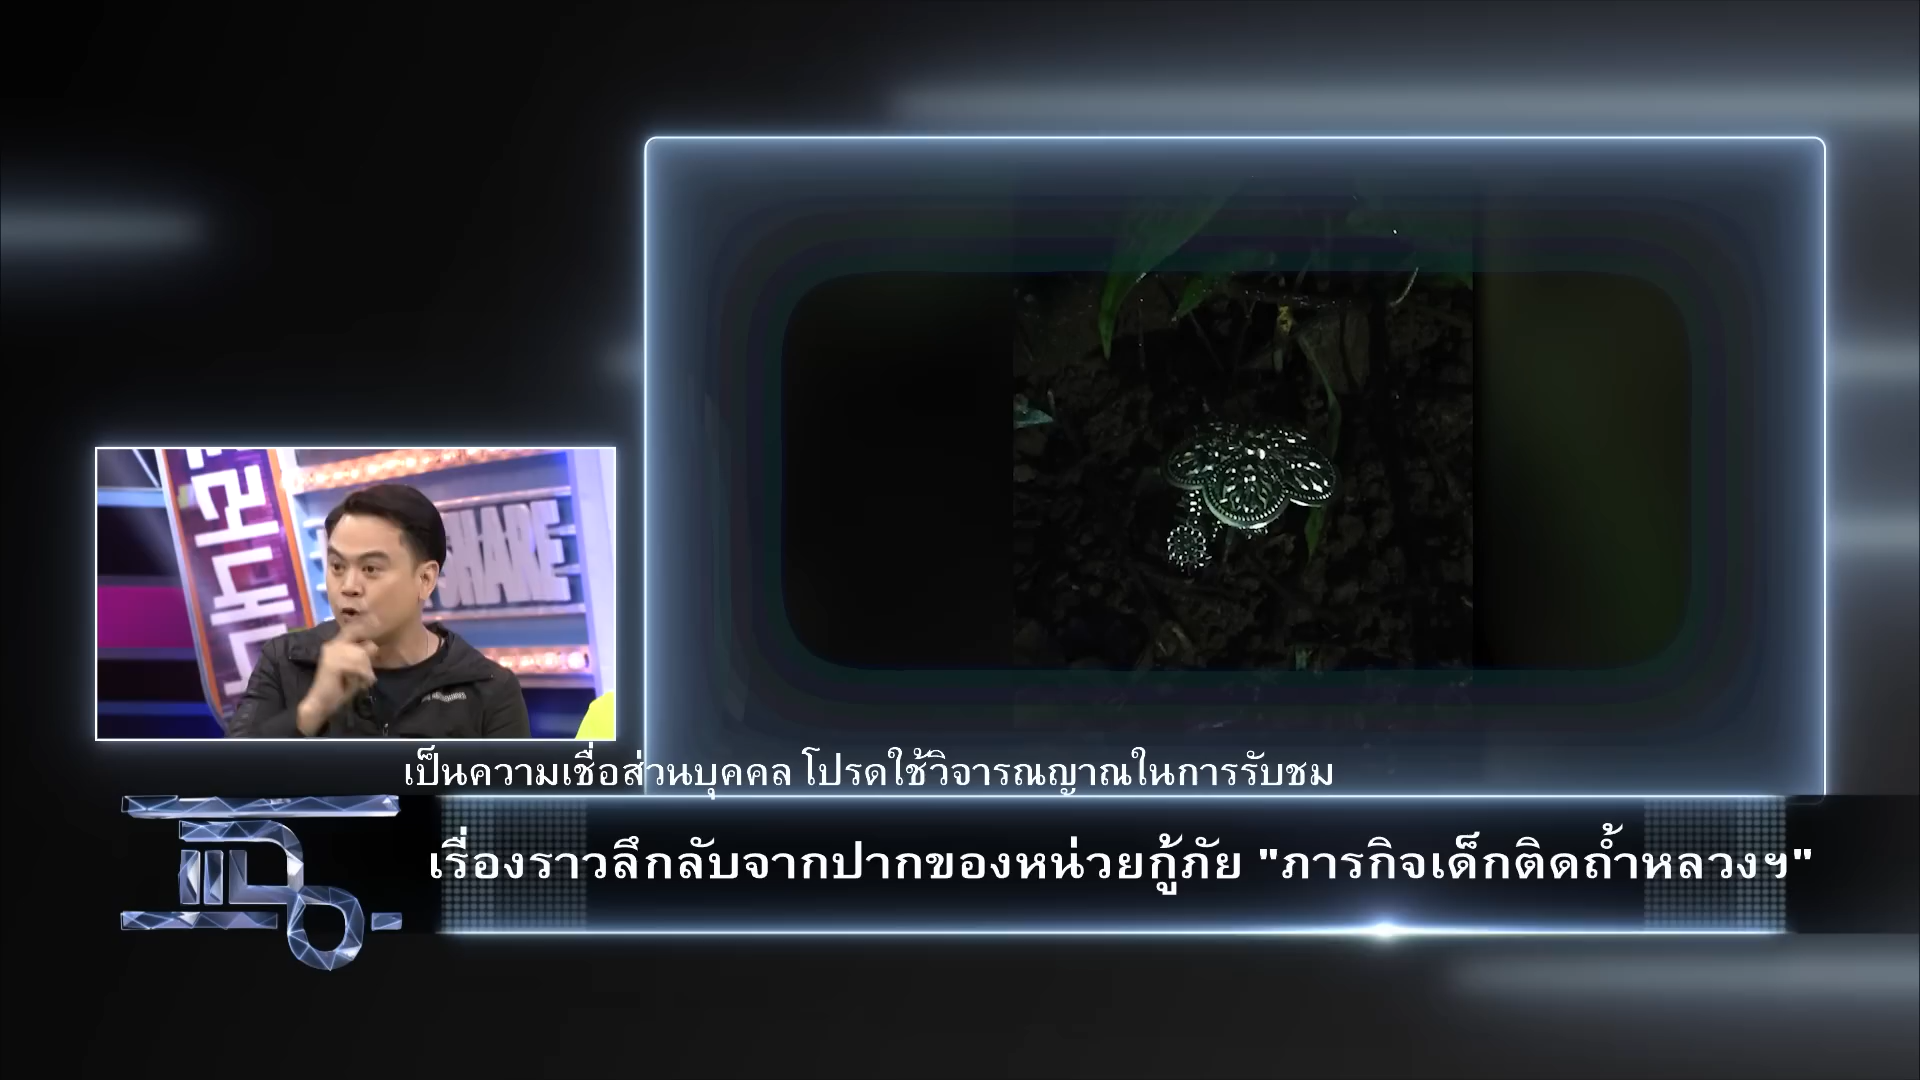 SHARE
เป็นความเชื่อส่วนบุคคล โปรดใช้วิจารณญาณในการรับชม
แฉ
เรื่องราวลึกลับจากปากของหน่วยกู้ภัย "ภารกิจเด็กติดถ้ำหลวงฯ"